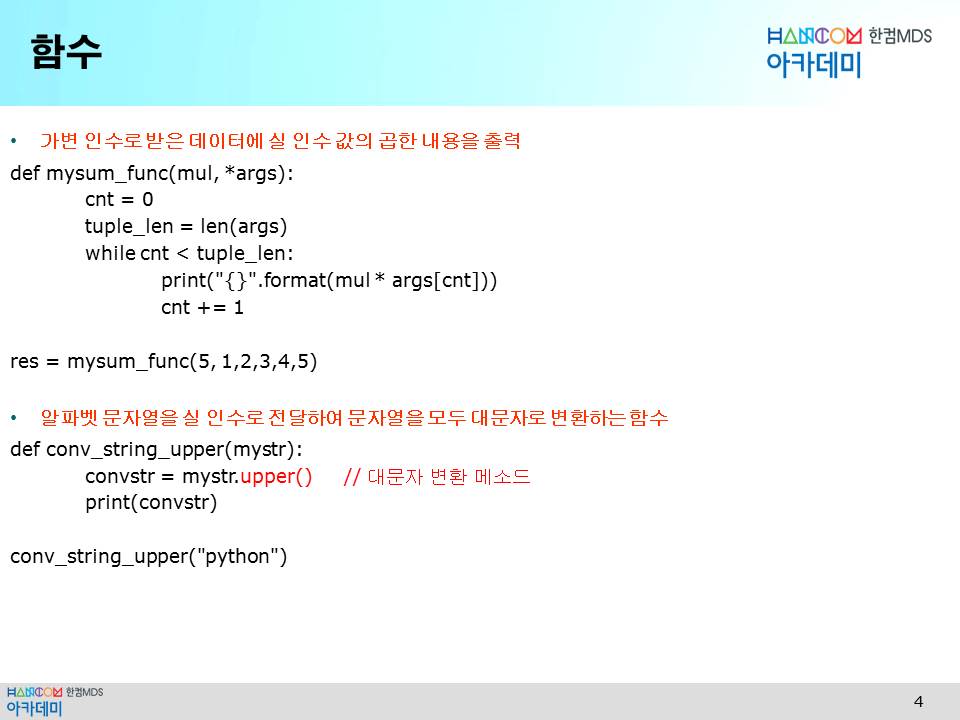 함수
HANCOM 한컴MDS
아카데미
• 가변 인수로 받은 데이터에 실 인수 값의 곱한 내용을 출력
def mysum_func(mul, *args):
cnt = 0
tuple_len = len(args)
while cnt < tuple_len:
print("{}".format(mul * args[cnt]))
cnt += 1
res = mysum_func(5, 1,2,3,4,5)
• 알파벳 문자열을 실 인수로 전달하여 문자열을 모두 대문자로 변환하는 함수
def conv_string_upper(mystr):
convstr = mystr.upper() // 대문자 변환 메소드
print(convstr)
conv_string_upper("python")
HANCOM 한컴MDS
아카데미
4